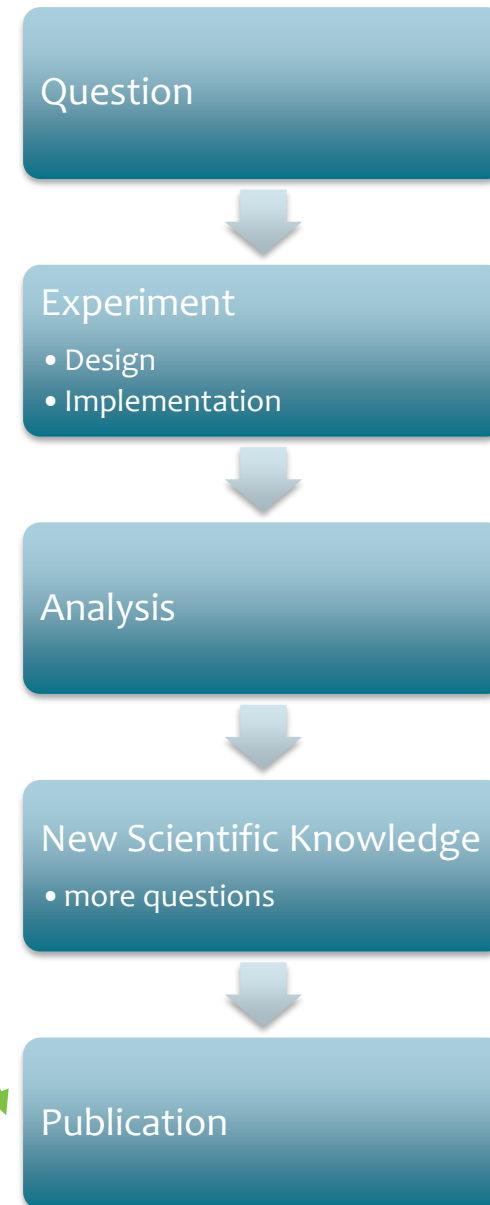 Question
Experiment
• Design
• Implementation
Analysis
New Scientific Knowledge
• more questions
Publication